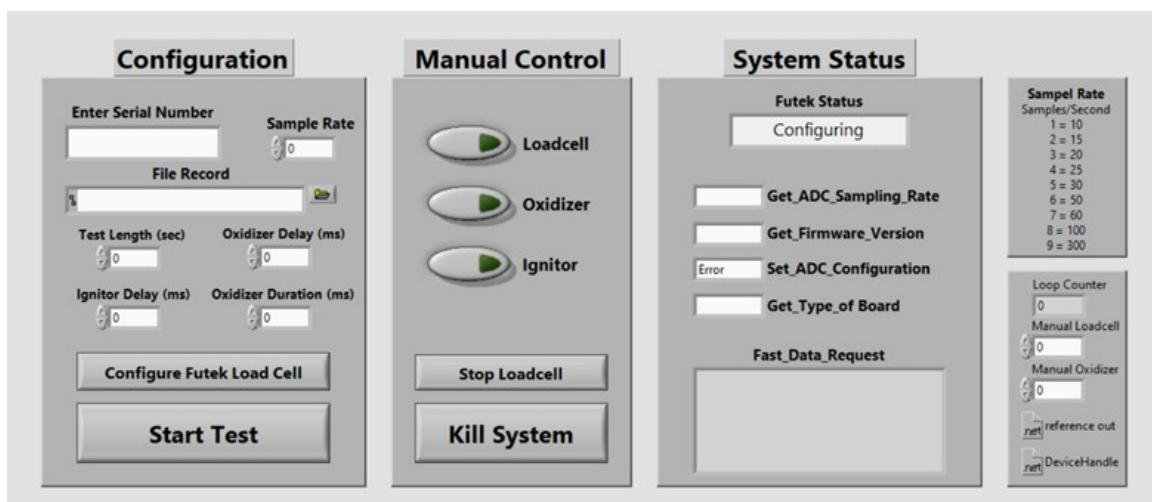 Configuration
Enter Serial Number
Sample Rate
0
File Record
Test Length (sec) Oxidizer Delay (ms)
0 0
Ignitor Delay (ms) Oxidizer Duration (ms)
0 0
Configure Futek Load Cell
Start Test
Manual Control
Loadcell
Oxidizer
Ignitor
Stop Loadcell
Kill System
System Status
Futek Status
Configuring
Get_ADC_Sampling_Rate
Get_Firmware_Version
Error Set_ADC_Configuration
Get_Type_of Board
Fast_Data_Request
Sampel Rate
Samples/Second
1 = 10
2 = 15
3 = 20
4 = 25
5 = 30
6 = 50
7 = 60
8 = 100
9 = 300
Loop Counter
0
Manual Loadcell
0
Manual Oxidizer
0
.net reference out
.net DeviceHandle